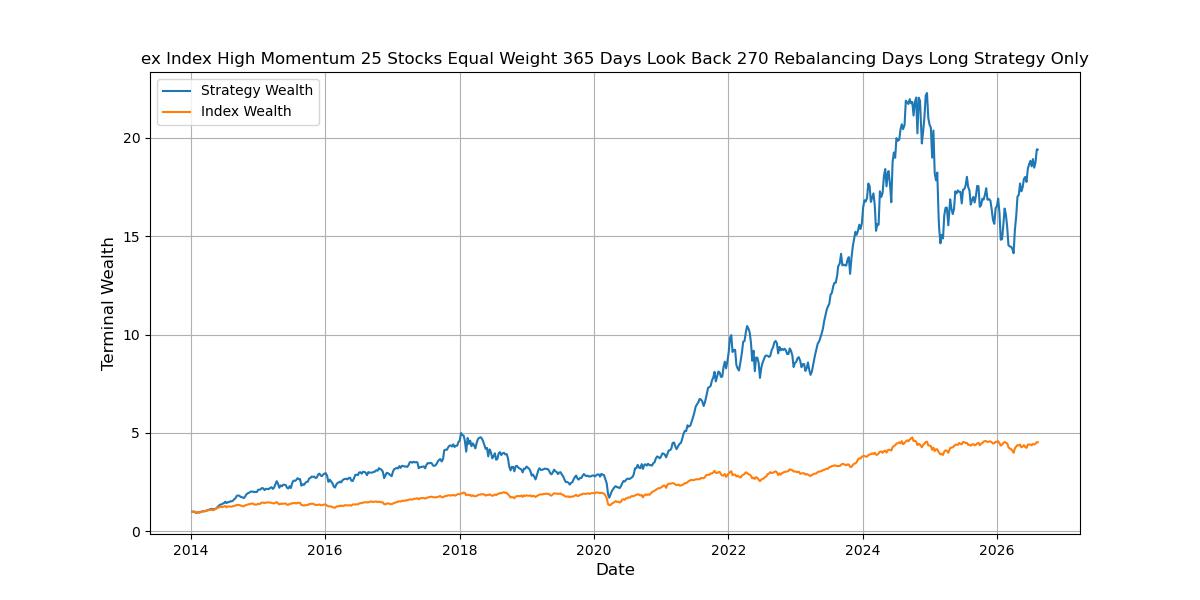 ex Index High Momentum 25 Stocks Equal Weight 365 Days Look Back 270 Rebalancing Days Long Strategy Only
Strategy Wealth
Index Wealth
Terminal Wealth
20
15
10
5
0
2014 2016 2018 2020 2022 2024 2026
Date